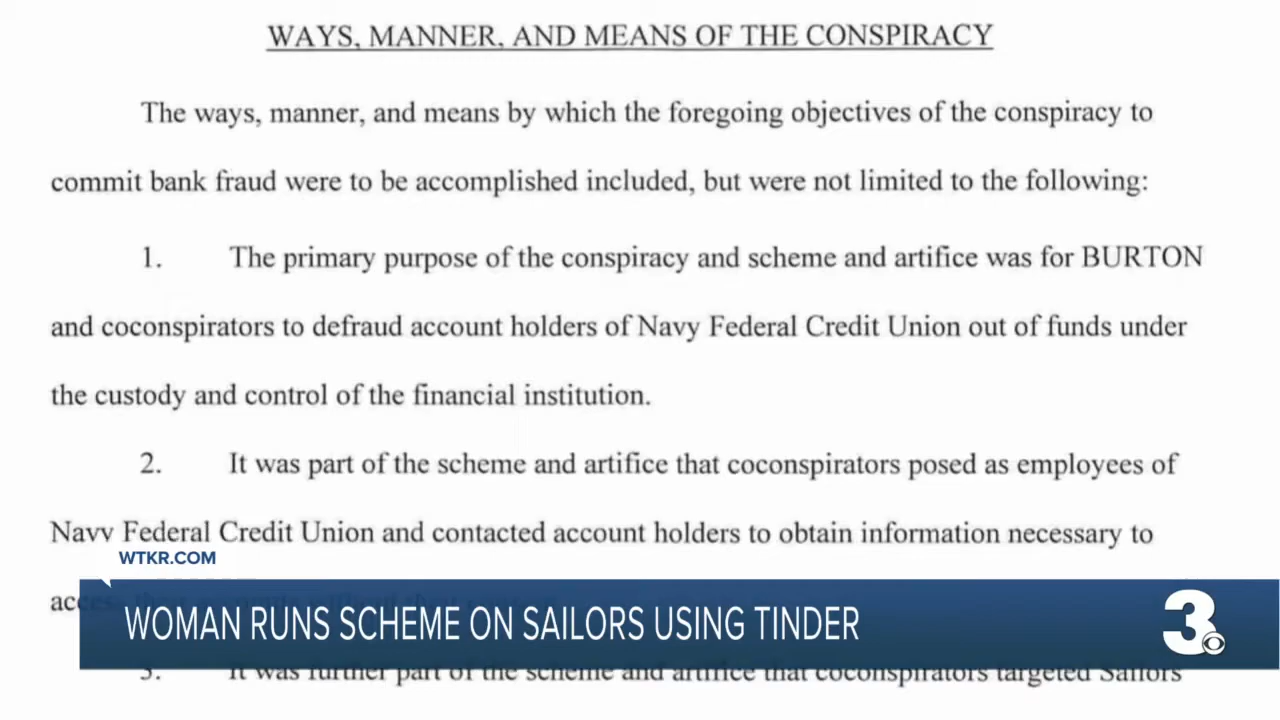 WAYS, MANNER, AND MEANS OF THE CONSPIRACY
The ways, manner, and means by which the foregoing objectives of the conspiracy to
commit bank fraud were to be accomplished included, but were not limited to the following:
1. The primary purpose of the conspiracy and scheme and artifice was for BURTON
and coconspirators to defraud account holders of Navy Federal Credit Union out of funds under
the custody and control of the financial institution.
2. It was part of the scheme and artifice that coconspirators posed as employees of
Navy Federal Credit Union and contacted account holders to obtain information necessary to
WTKR.COM
WOMAN RUNS SCHEME ON SAILORS USING TINDER
3
3. It was further part of the scheme and artifice that coconspirators targeted Sailors